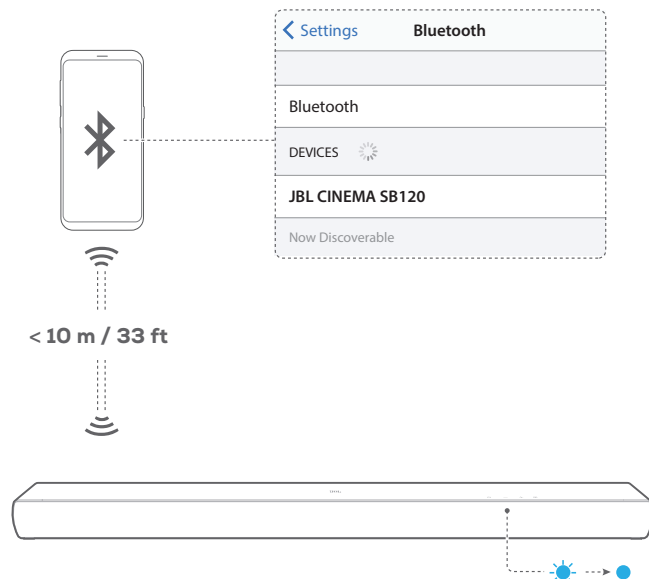 Settings
Bluetooth
Bluetooth
DEVICES
JBL CINEMA SB120
Now Discoverable
< 10 m / 33 ft